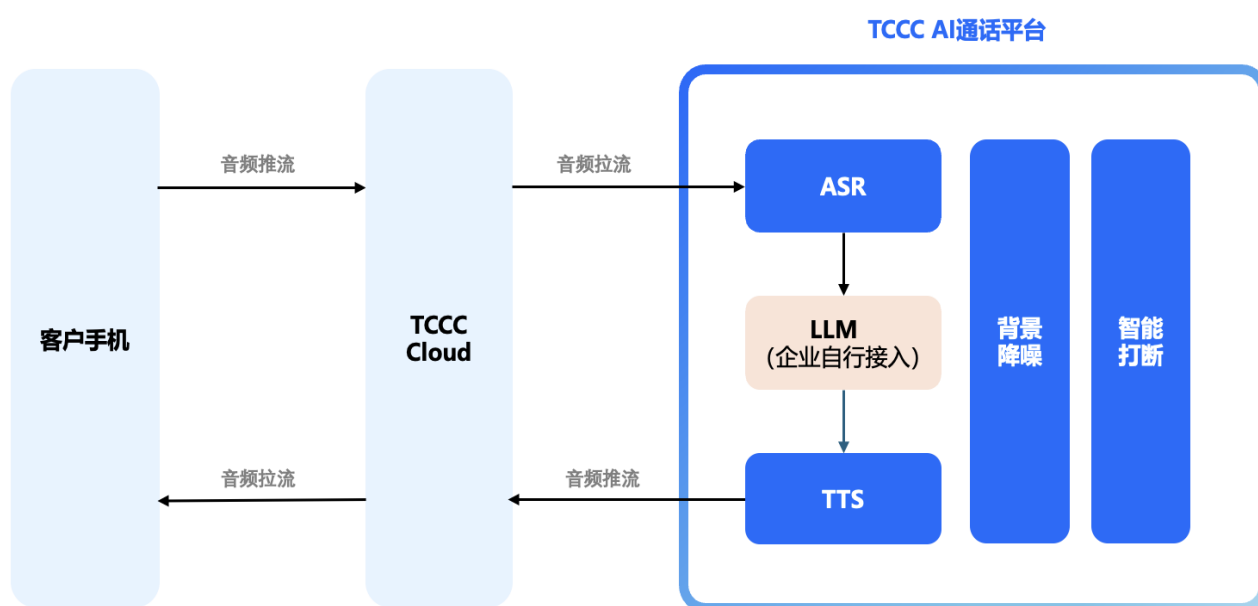 TCCC AI通话平台
音频推流
音频拉流
ASR
客户手机
TCCC
Cloud
LLM
（企业自行接入）
背景
降噪
智能
打断
音频拉流
音频推流
TTS